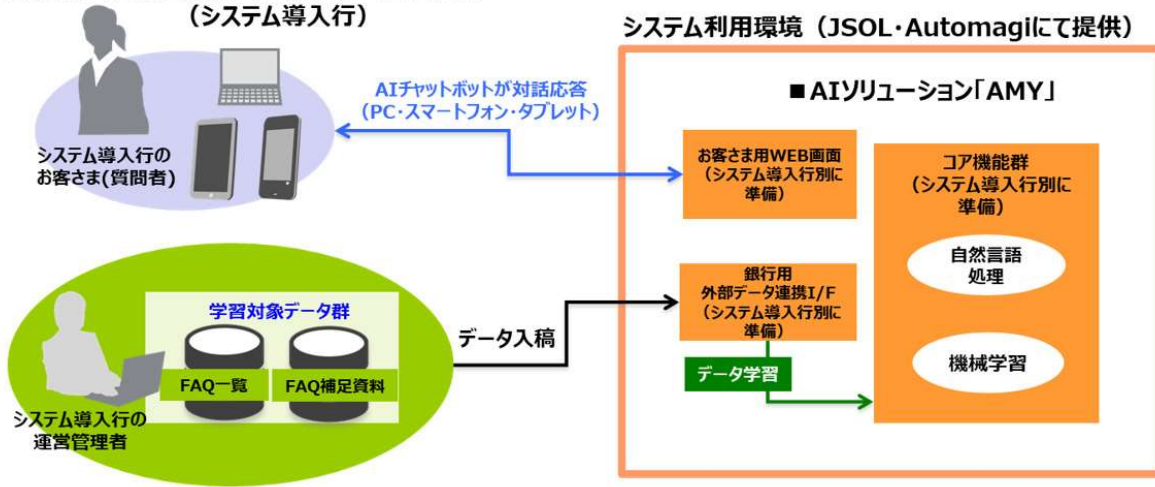 (システム導入行)
システム利用環境（JSOL・Automagiにて提供）
■AIソリューション「AMY」
AIチャットボットが対話応答
（PC・スマートフォン・タブレット）
システム導入行の
お客さま(質問者)
お客さま用WEB画面
（システム導入行別に
準備）
コア機能群
（システム導入行別に
準備）
自然言語
処理
機械学習
銀行用
外部データ連携I/F
（システム導入行別に
準備）
データ学習
学習対象データ群
FAQ一覧
FAQ補足資料
データ入稿
システム導入行の
運営管理者